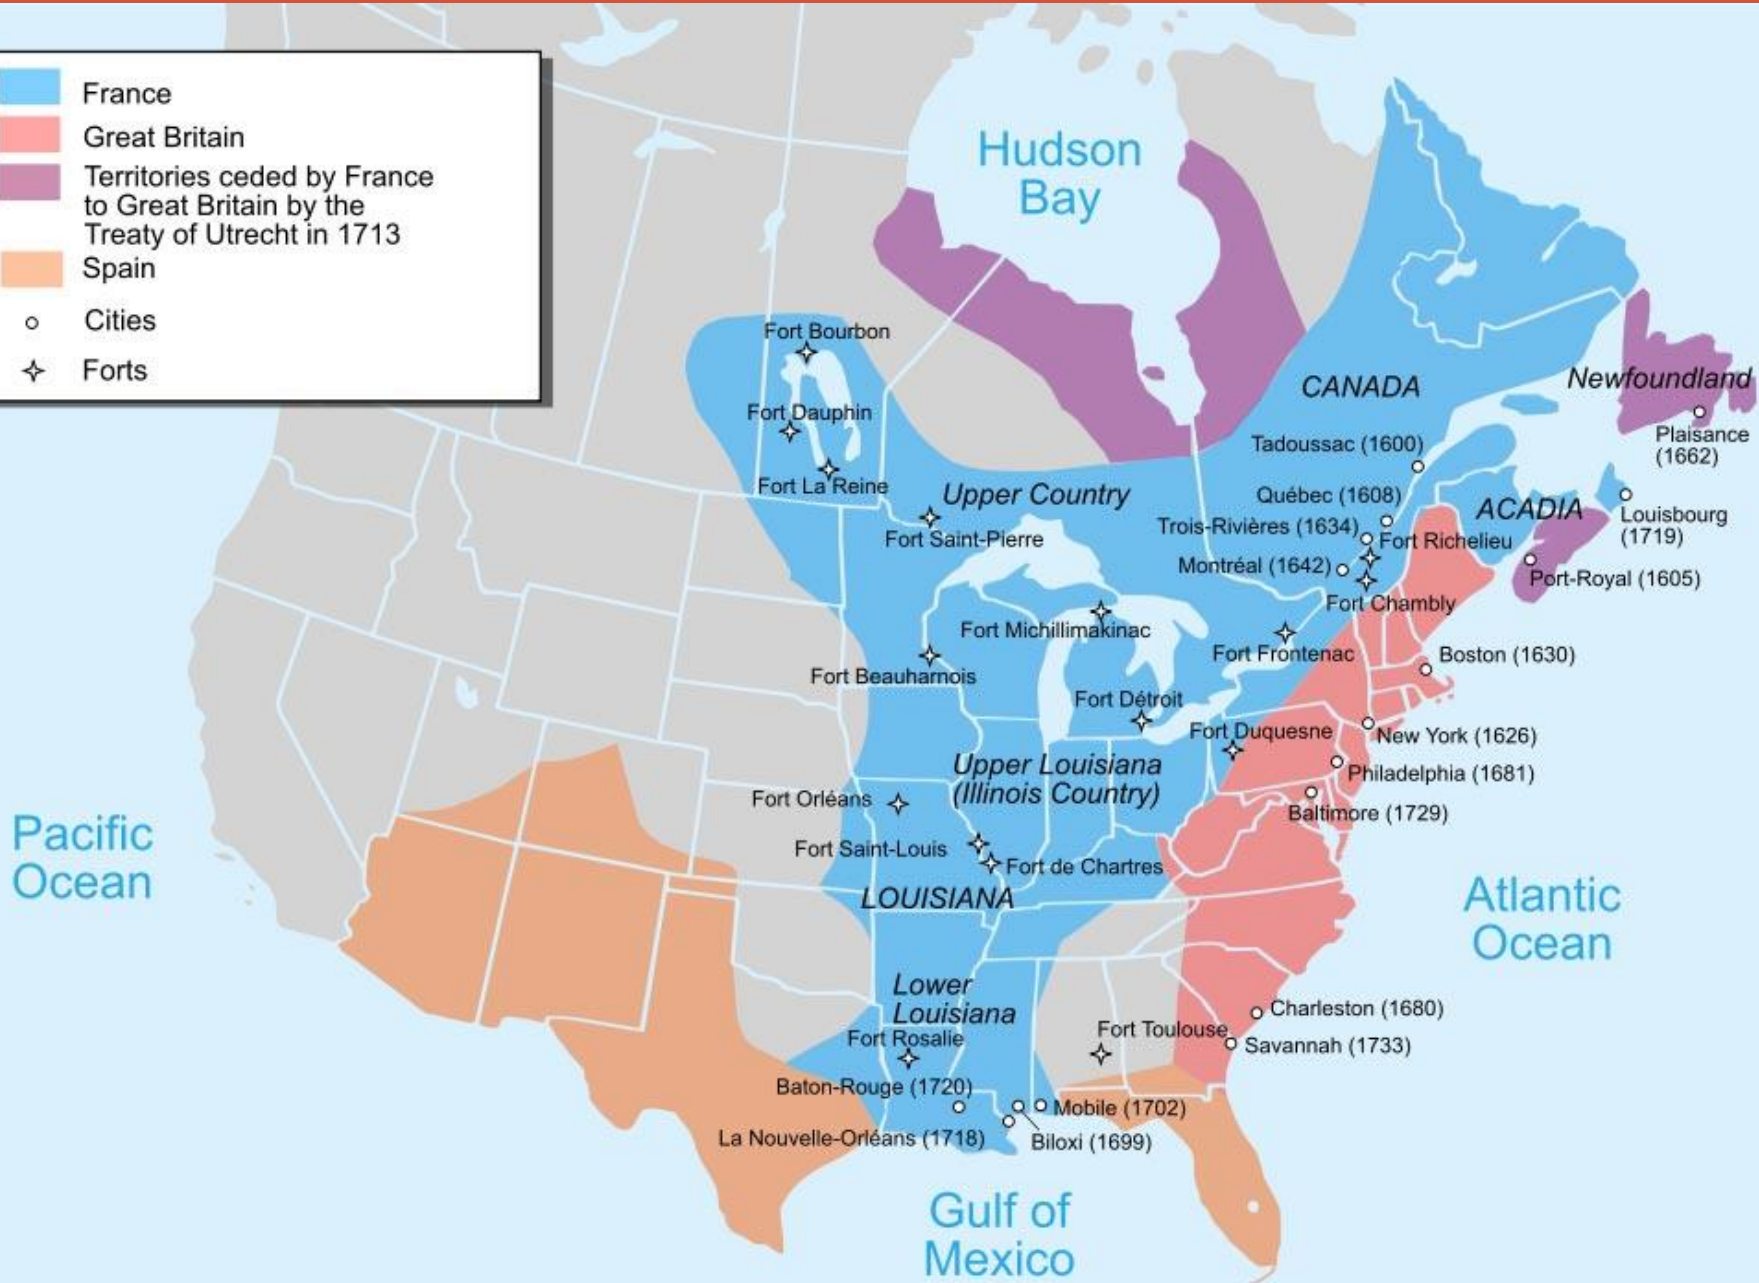 France
Great Britain
Territories ceded by France
to Great Britain by the
Treaty of Utrecht in 1713
Spain
Cities
Forts
Hudson
Bay
Fort Bourbon
Fort Dauphin
Fort La Reine
CANADA
Newfoundland
Plaisance
(1662)
Tadoussac (1600)
Upper Country
Québec (1608)
ACADIA
Louisbourg
(1719)
Trois-Rivières (1634)
Fort Richelieu
Fort Saint-Pierre
Montréal (1642)
Port-Royal (1605)
Fort Chambly
Fort Michillimakinac
Fort Frontenac
Boston (1630)
Fort Beauharnois
Fort Détroit
Fort Duquesne
New York (1626)
Upper Louisiana
(Illinois Country)
Philadelphia (1681)
Fort Orléans
Baltimore (1729)
Pacific
Ocean
Fort Saint-Louis
Fort de Chartres
LOUISIANA
Atlantic
Ocean
Lower
Louisiana
Charleston (1680)
Fort Rosalie
Fort Toulouse
Savannah (1733)
Baton-Rouge (1720)
Mobile (1702)
La Nouvelle-Orléans (1718)
Biloxi (1699)
Gulf of
Mexico